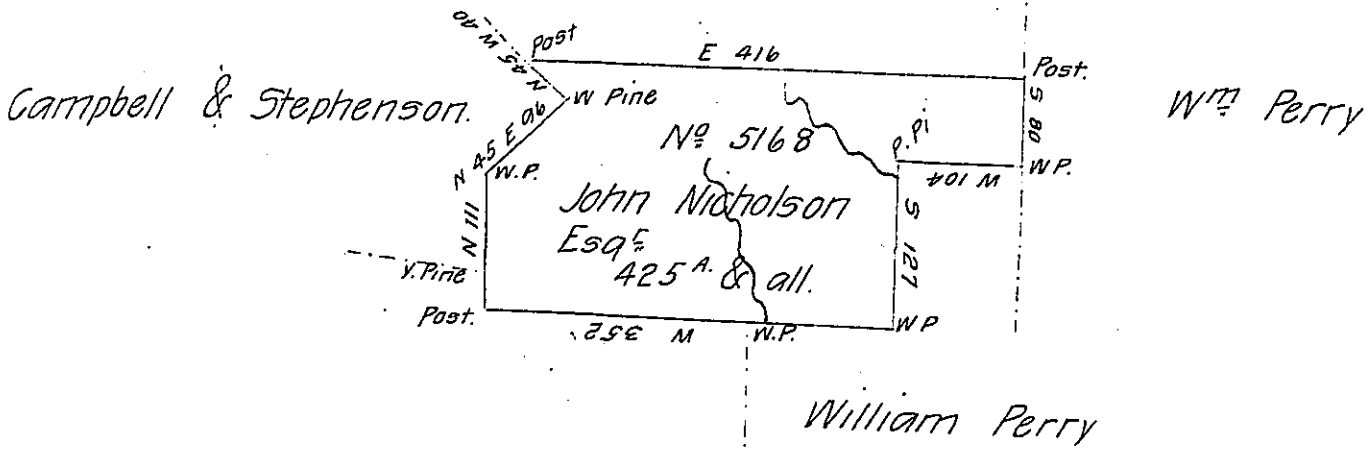 N 45 W 40
Post
E 416
Post.
Campbell & Stephenson.
W Pine
S 80
Wm Perry
N 45 E 96
No 5168
P. Pi
W.P.
W 104
W.P.
John Nicholson
Esqr
N 111
S 127
425 A. & all.
Y. Pine
Post.
W 352
W.P.
W P
William Perry